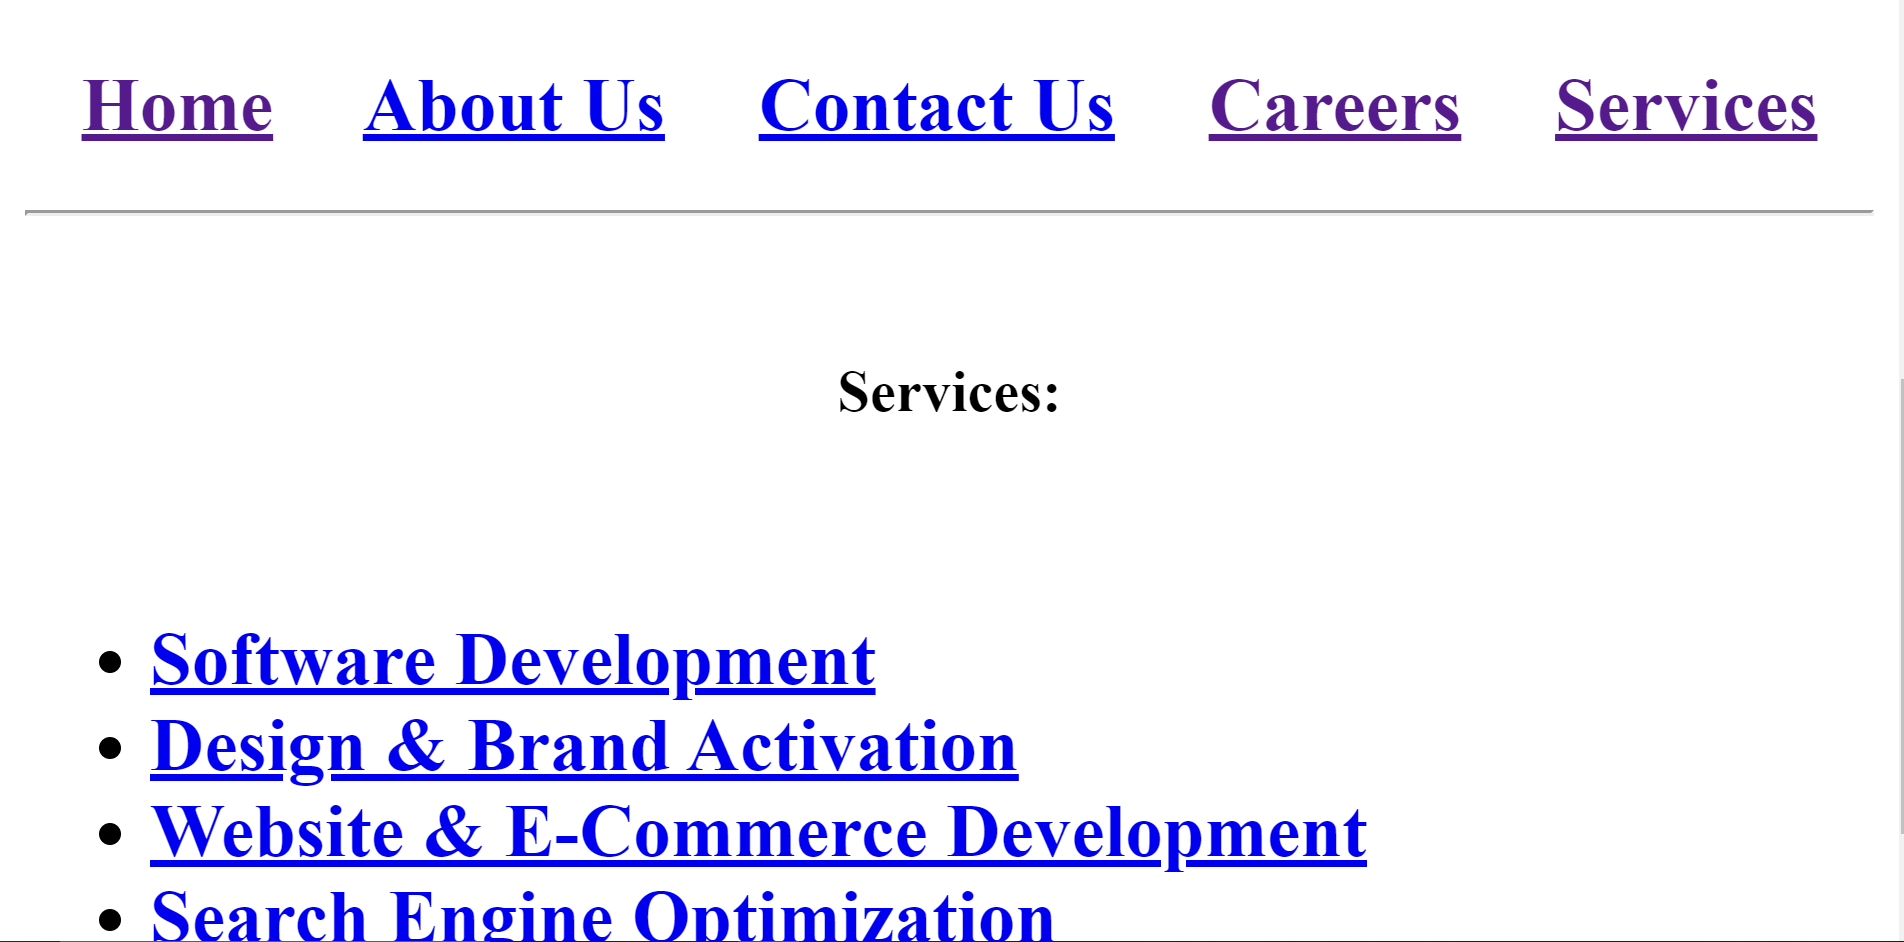 Home About Us Contact Us Careers Services
Services:
Software Development
Design & Brand Activation
Website & E-Commerce Development
Search Engine Optimization